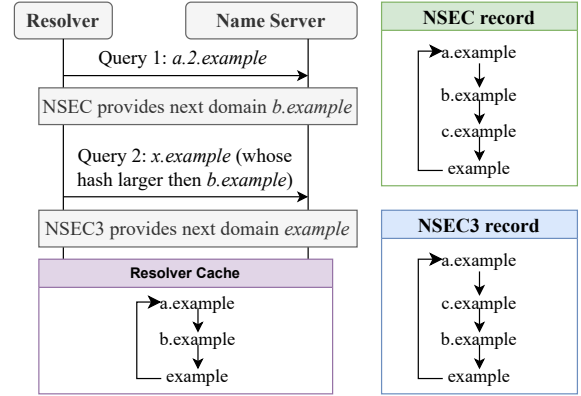 Resolver
Name Server
Query 1: a.2.example
NSEC provides next domain b.example
Query 2: x.example (whose
hash larger then b.example)
NSEC3 provides next domain example
Resolver Cache
a.example
b.example
example
NSEC record
a.example
b.example
c.example
example
NSEC3 record
a.example
c.example
b.example
example